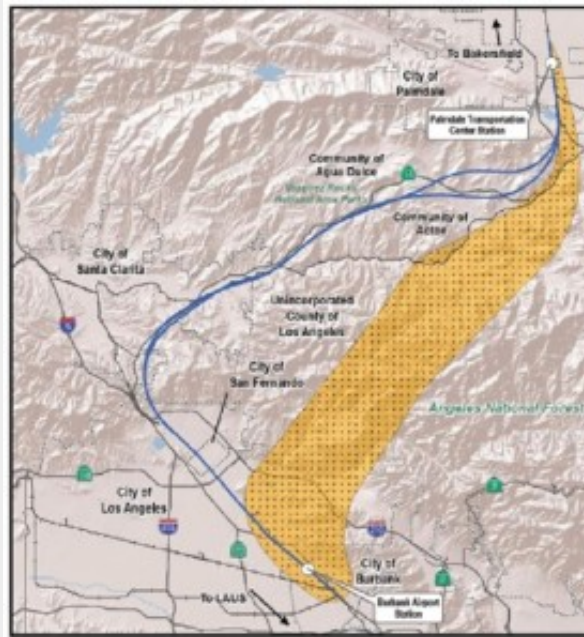 To Bakersfield
City of
Palmdale
Palmdale Transportation
Center Station
Community of
Agua Dulce
Community of
Acton
City of
Santa Clarita
Unincorporated
County of
Los Angeles
City of
San Fernando
Angeles National Forest
City of
Los Angeles
City of
Burbank
To LAUS
Burbank Airport
Station